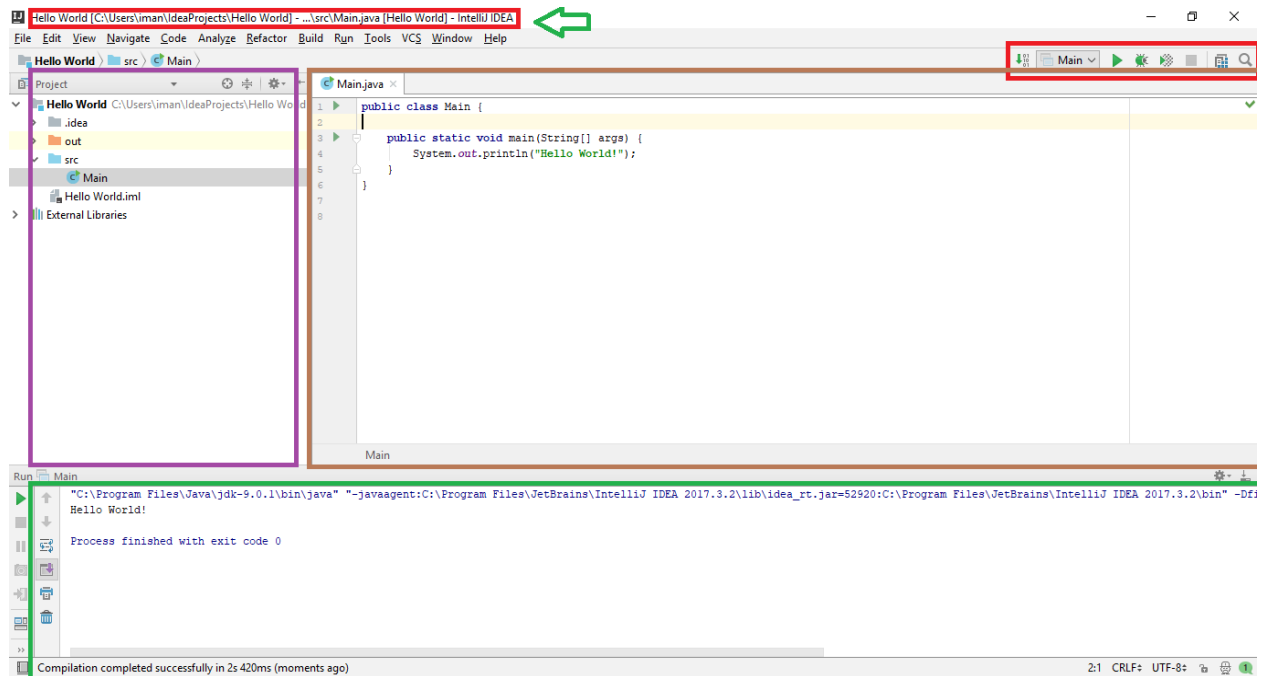 Hello World [C:\Users\iman\IdeaProjects\Hello World] - ...\src\Main.java [Hello World] - IntelliJ IDEA
File Edit View Navigate Code Analyze Refactor Build Run Tools VCS Window Help
Hello World src Main
Main
Project
Main.java
Hello World C:\Users\iman\IdeaProjects\Hello Wo
.idea
out
src
Main
Hello World.iml
External Libraries
1 public class Main {
2
3 public static void main(String[] args) {
4 System.out.println("Hello World!");
5 }
6 }
7
8
Main
Run Main
"C:\Program Files\Java\jdk-9.0.1\bin\java" "-javaagent:C:\Program Files\JetBrains\IntelliJ IDEA 2017.3.2\lib\idea_rt.jar=52920:C:\Program Files\JetBrains\IntelliJ IDEA 2017.3.2\bin" -Dfi
Hello World!
Process finished with exit code 0
Compilation completed successfully in 2s 420ms (moments ago)
2:1 CRLF UTF-8 1